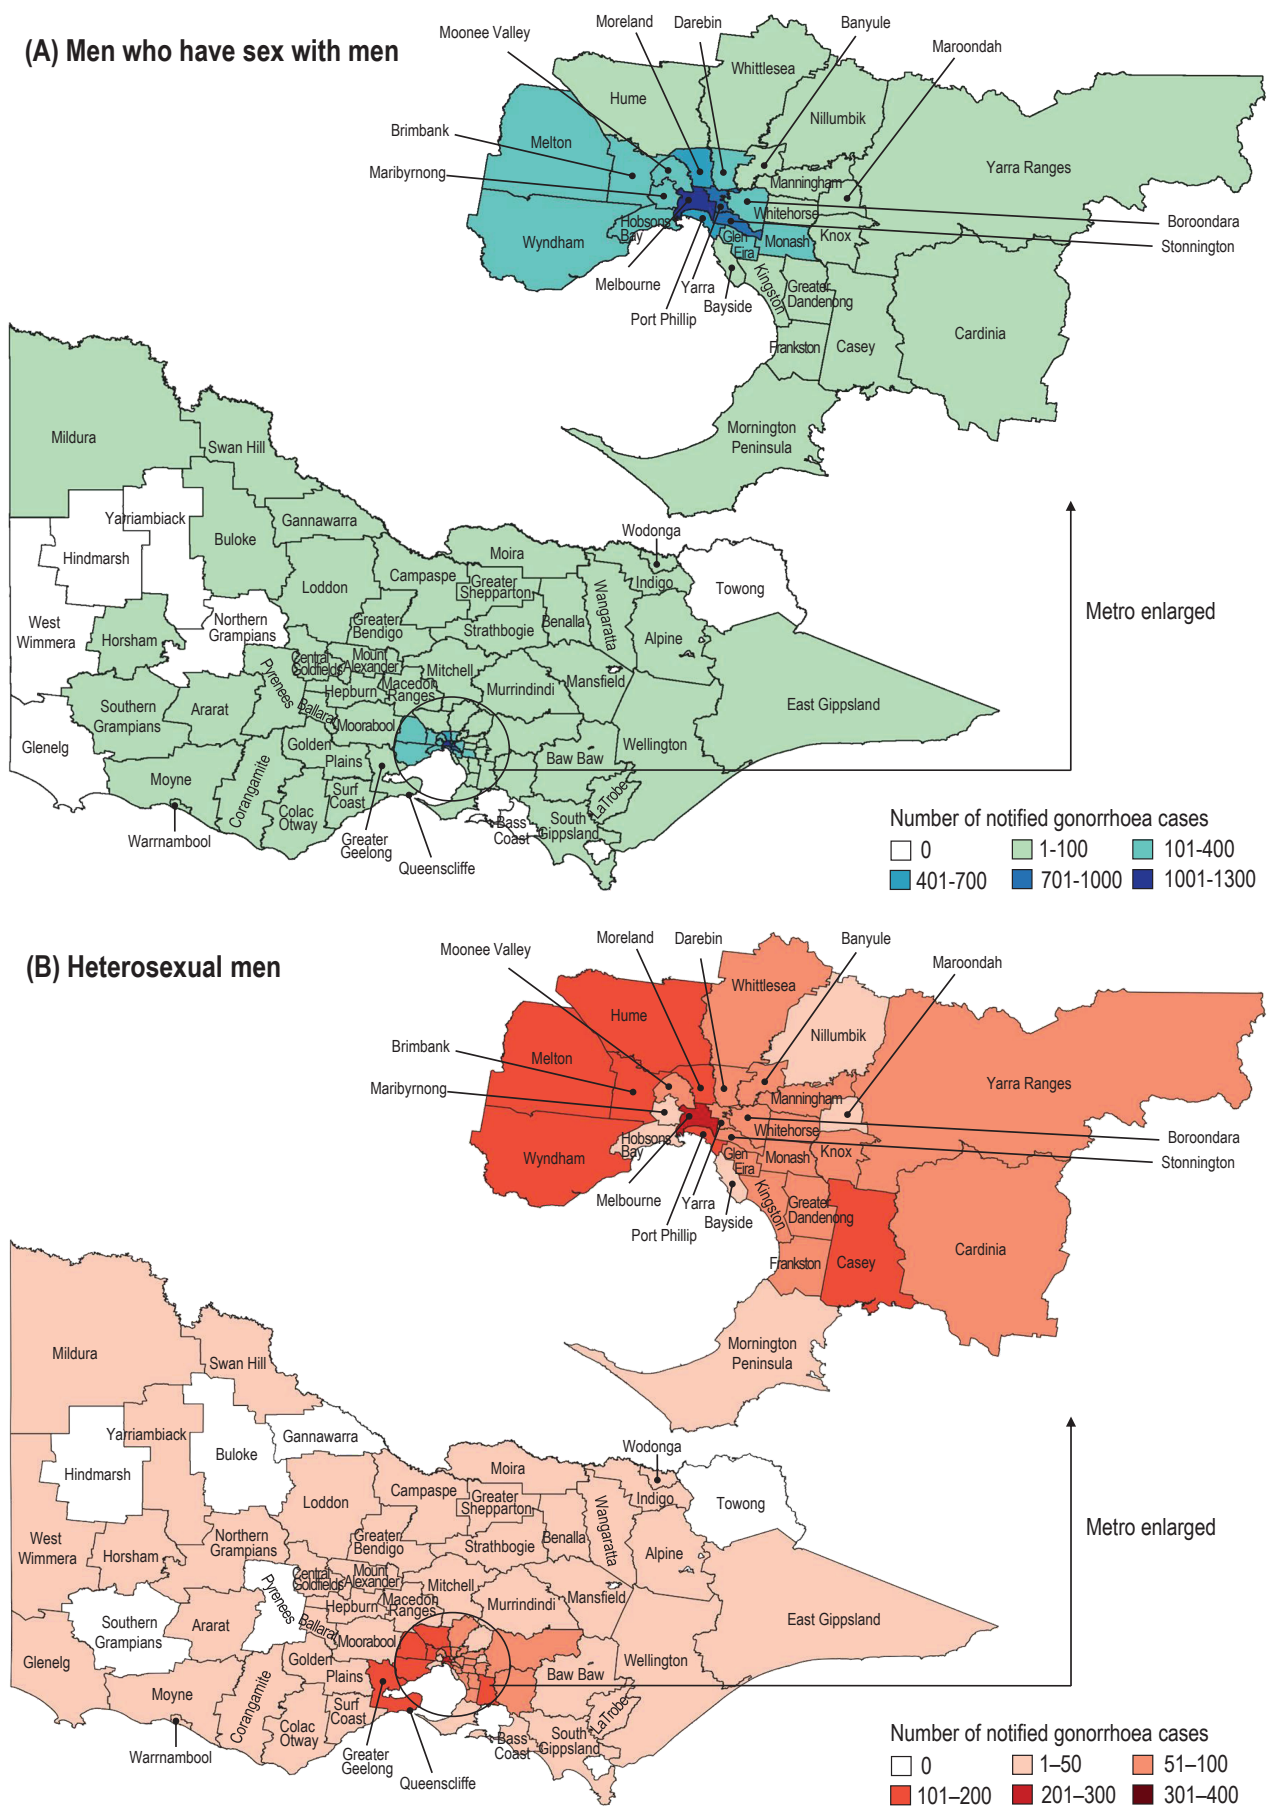 (A) Men who have sex with men
Moonee Valley
Moreland
Darebin
Banyule
Maroondah
Whittlesea
Hume
Nillumbik
Brimbank
Melton
Maribyrnong
Yarra Ranges
Manningham
Whitehorse
Boroondara
Hobsons
Bay
Wyndham
Glen
Eira
Monash
Knox
Stonnington
Melbourne
Yarra
Bayside
Port Phillip
Kingston
Greater
Dandenong
Frankston
Casey
Cardinia
Mornington
Peninsula
Mildura
Swan Hill
Yarriambiack
Gannawarra
Hindmarsh
Buloke
Wodonga
Moira
Loddon
Campaspe
Greater
Shepparton
Indigo
Towong
Wangaratta
West
Wimmera
Horsham
Northern
Grampians
Greater
Bendigo
Strathbogie
Benalla
Alpine
Metro enlarged
Central
Goldfields
Mount
Alexander
Pyrenees
Hepburn
Macedon
Ranges
Mitchell
Murrindindi
Mansfield
Southern
Grampians
Ararat
Ballarat
Moorabool
East Gippsland
Glenelg
Golden
Plains
Wellington
Baw Baw
Moyne
Corangamite
Surf
Coast
Colac
Otway
LaTrobe
Bass
Coast
South
Gippsland
Warrnambool
Greater
Geelong
Queenscliffe
Number of notified gonorrhoea cases
0 1-100 101-400
401-700 701-1000 1001-1300
(B) Heterosexual men
Moonee Valley
Moreland
Darebin
Banyule
Maroondah
Whittlesea
Hume
Nillumbik
Brimbank
Melton
Maribyrnong
Yarra Ranges
Manningham
Whitehorse
Boroondara
Hobsons
Bay
Wyndham
Glen
Eira
Monash
Knox
Stonnington
Melbourne
Yarra
Bayside
Port Phillip
Kingston
Greater
Dandenong
Frankston
Casey
Cardinia
Mornington
Peninsula
Mildura
Swan Hill
Yarriambiack
Gannawarra
Hindmarsh
Buloke
Wodonga
Moira
Loddon
Campaspe
Greater
Shepparton
Indigo
Towong
Wangaratta
West
Wimmera
Horsham
Northern
Grampians
Greater
Bendigo
Strathbogie
Benalla
Alpine
Metro enlarged
Central
Goldfields
Mount
Alexander
Pyrenees
Hepburn
Macedon
Ranges
Mitchell
Murrindindi
Mansfield
Southern
Grampians
Ararat
Ballarat
Moorabool
East Gippsland
Glenelg
Golden
Plains
Wellington
Baw Baw
Moyne
Corangamite
Surf
Coast
Colac
Otway
LaTrobe
Bass
Coast
South
Gippsland
Warrnambool
Greater
Geelong
Queenscliffe
Number of notified gonorrhoea cases
0 1–50 51–100
101–200 201–300 301–400